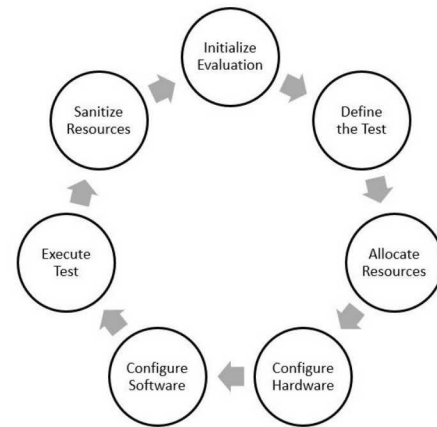 Initialize
Evaluation
Define
the Test
Allocate
Resources
Configure
Hardware
Configure
Software
Execute
Test
Sanitize
Resources